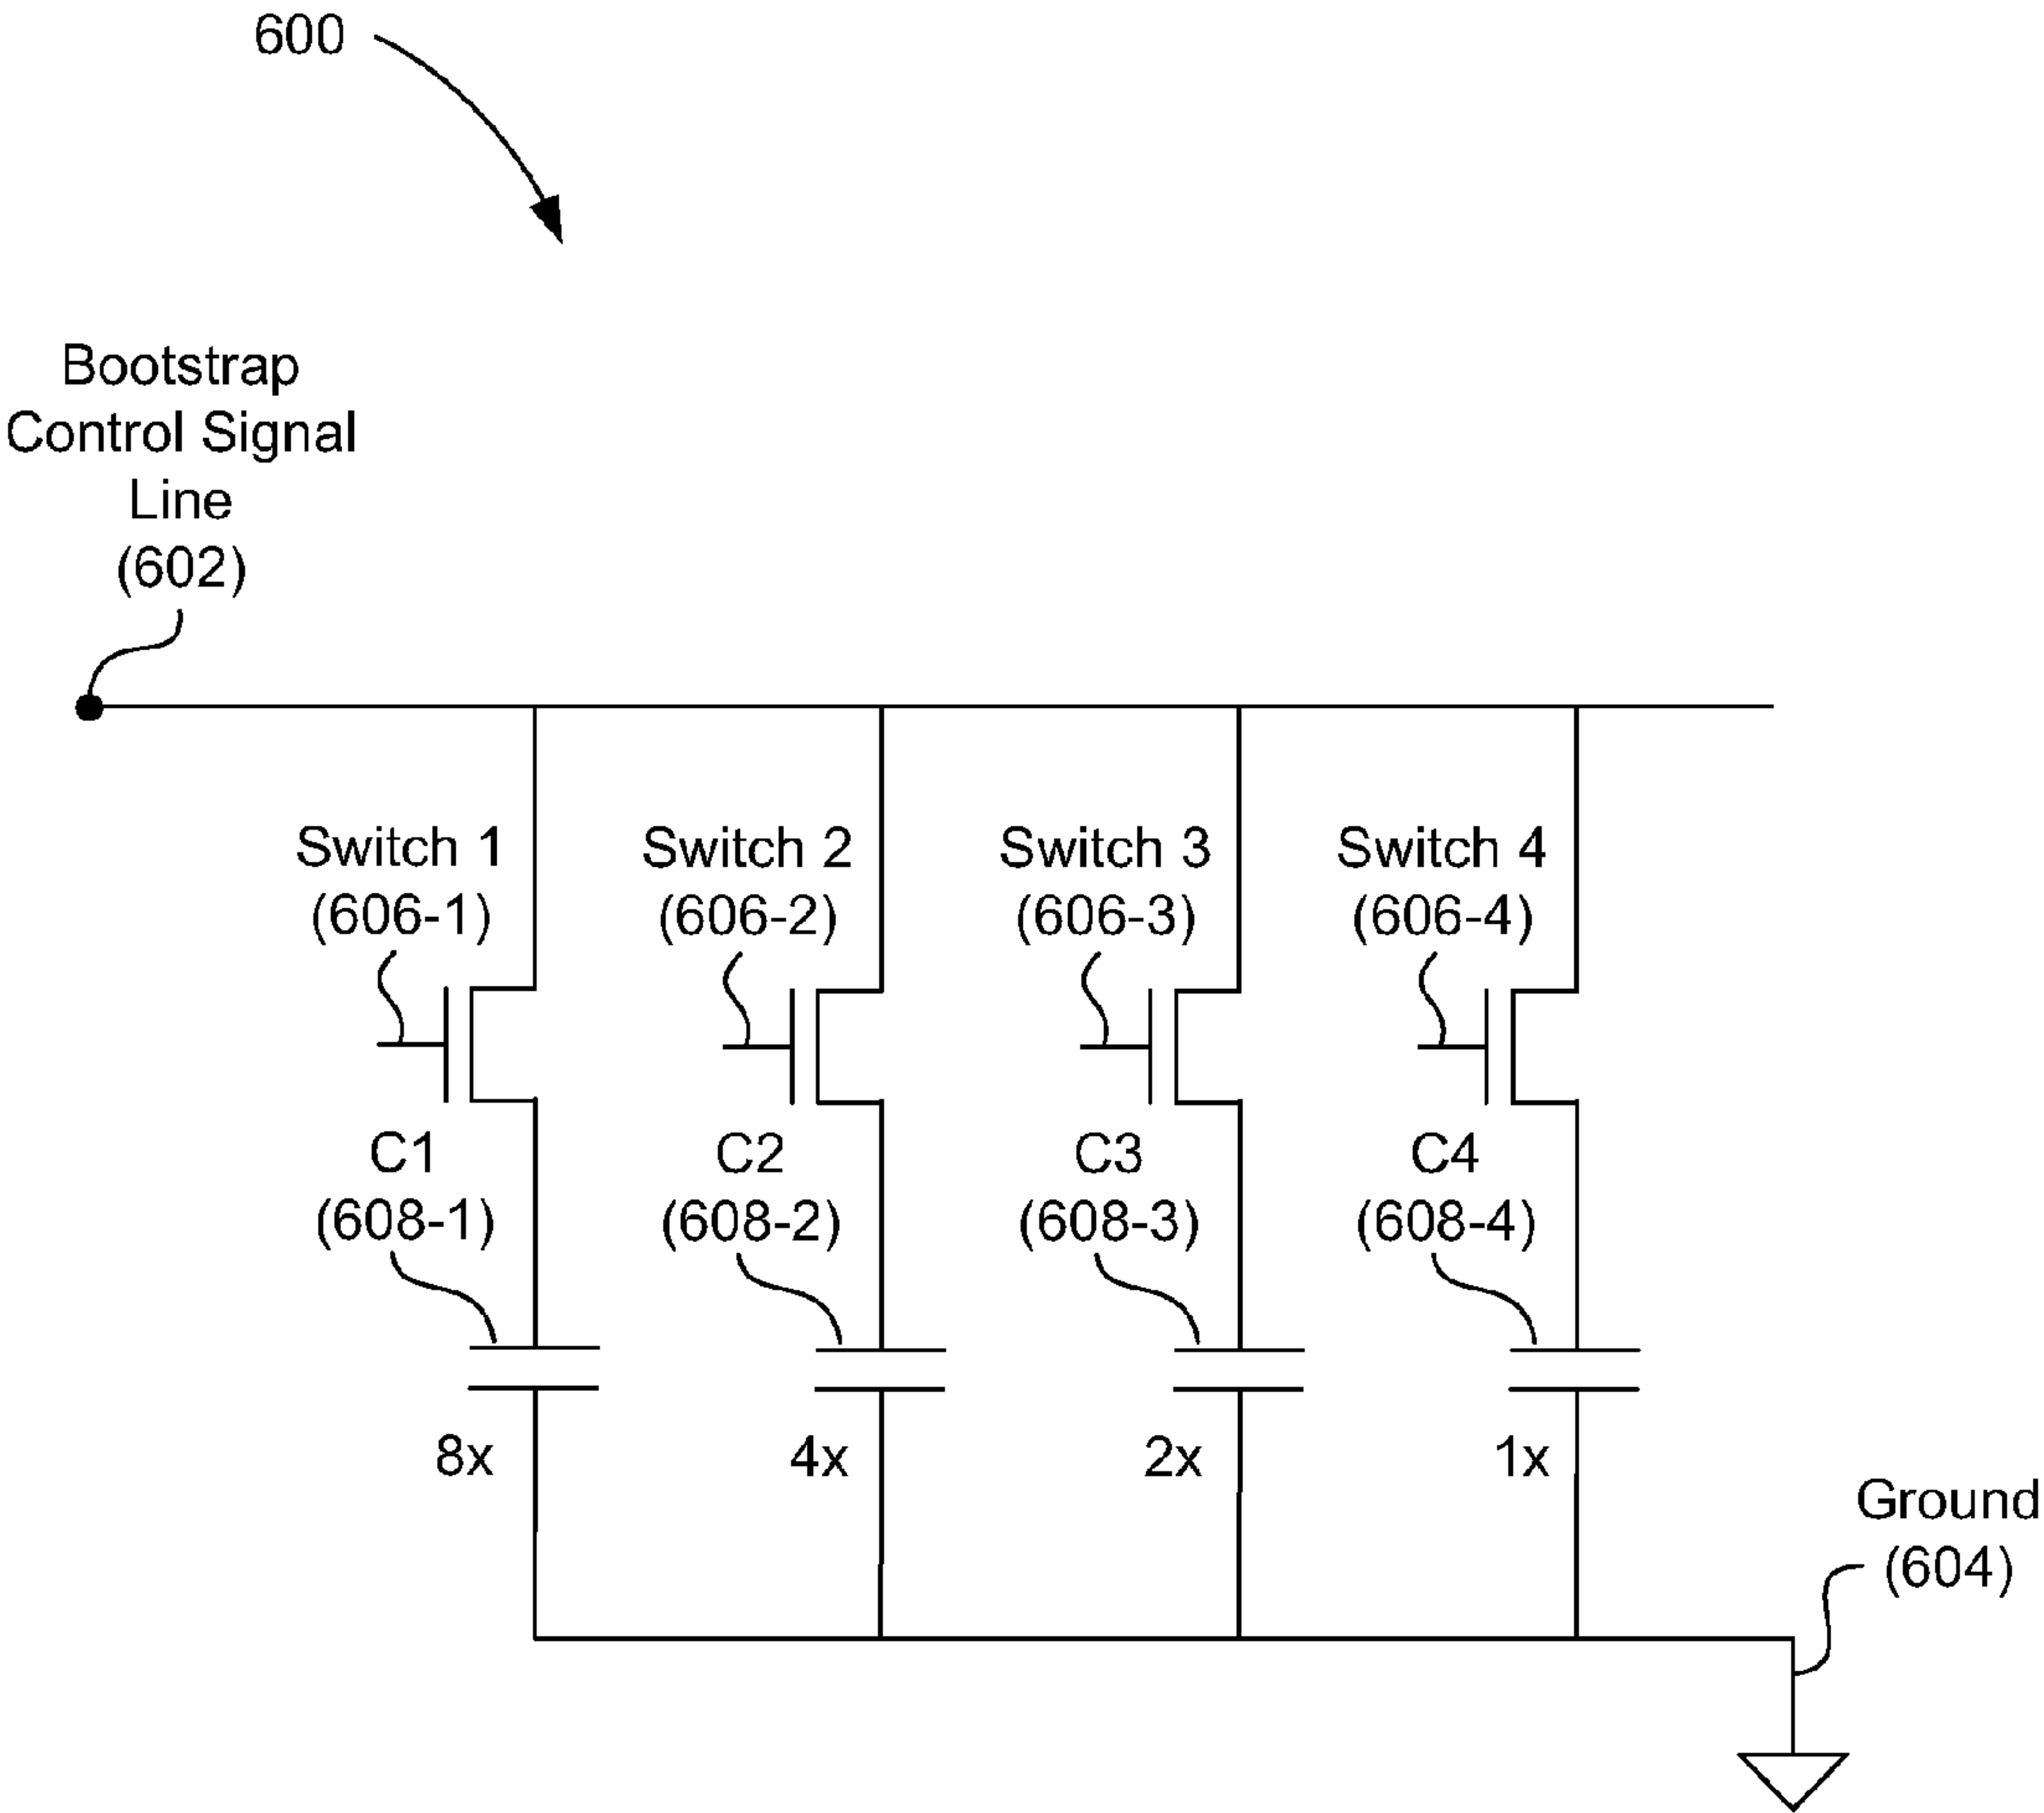 600
Bootstrap
Control Signal
Line
(602)
Switch 1
(606-1)
Switch 2
(606-2)
Switch 3
(606-3)
Switch 4
(606-4)
C1
(608-1)
C2
(608-2)
C3
(608-3)
C4
(608-4)
8x
4x
2x
1x
Ground
(604)